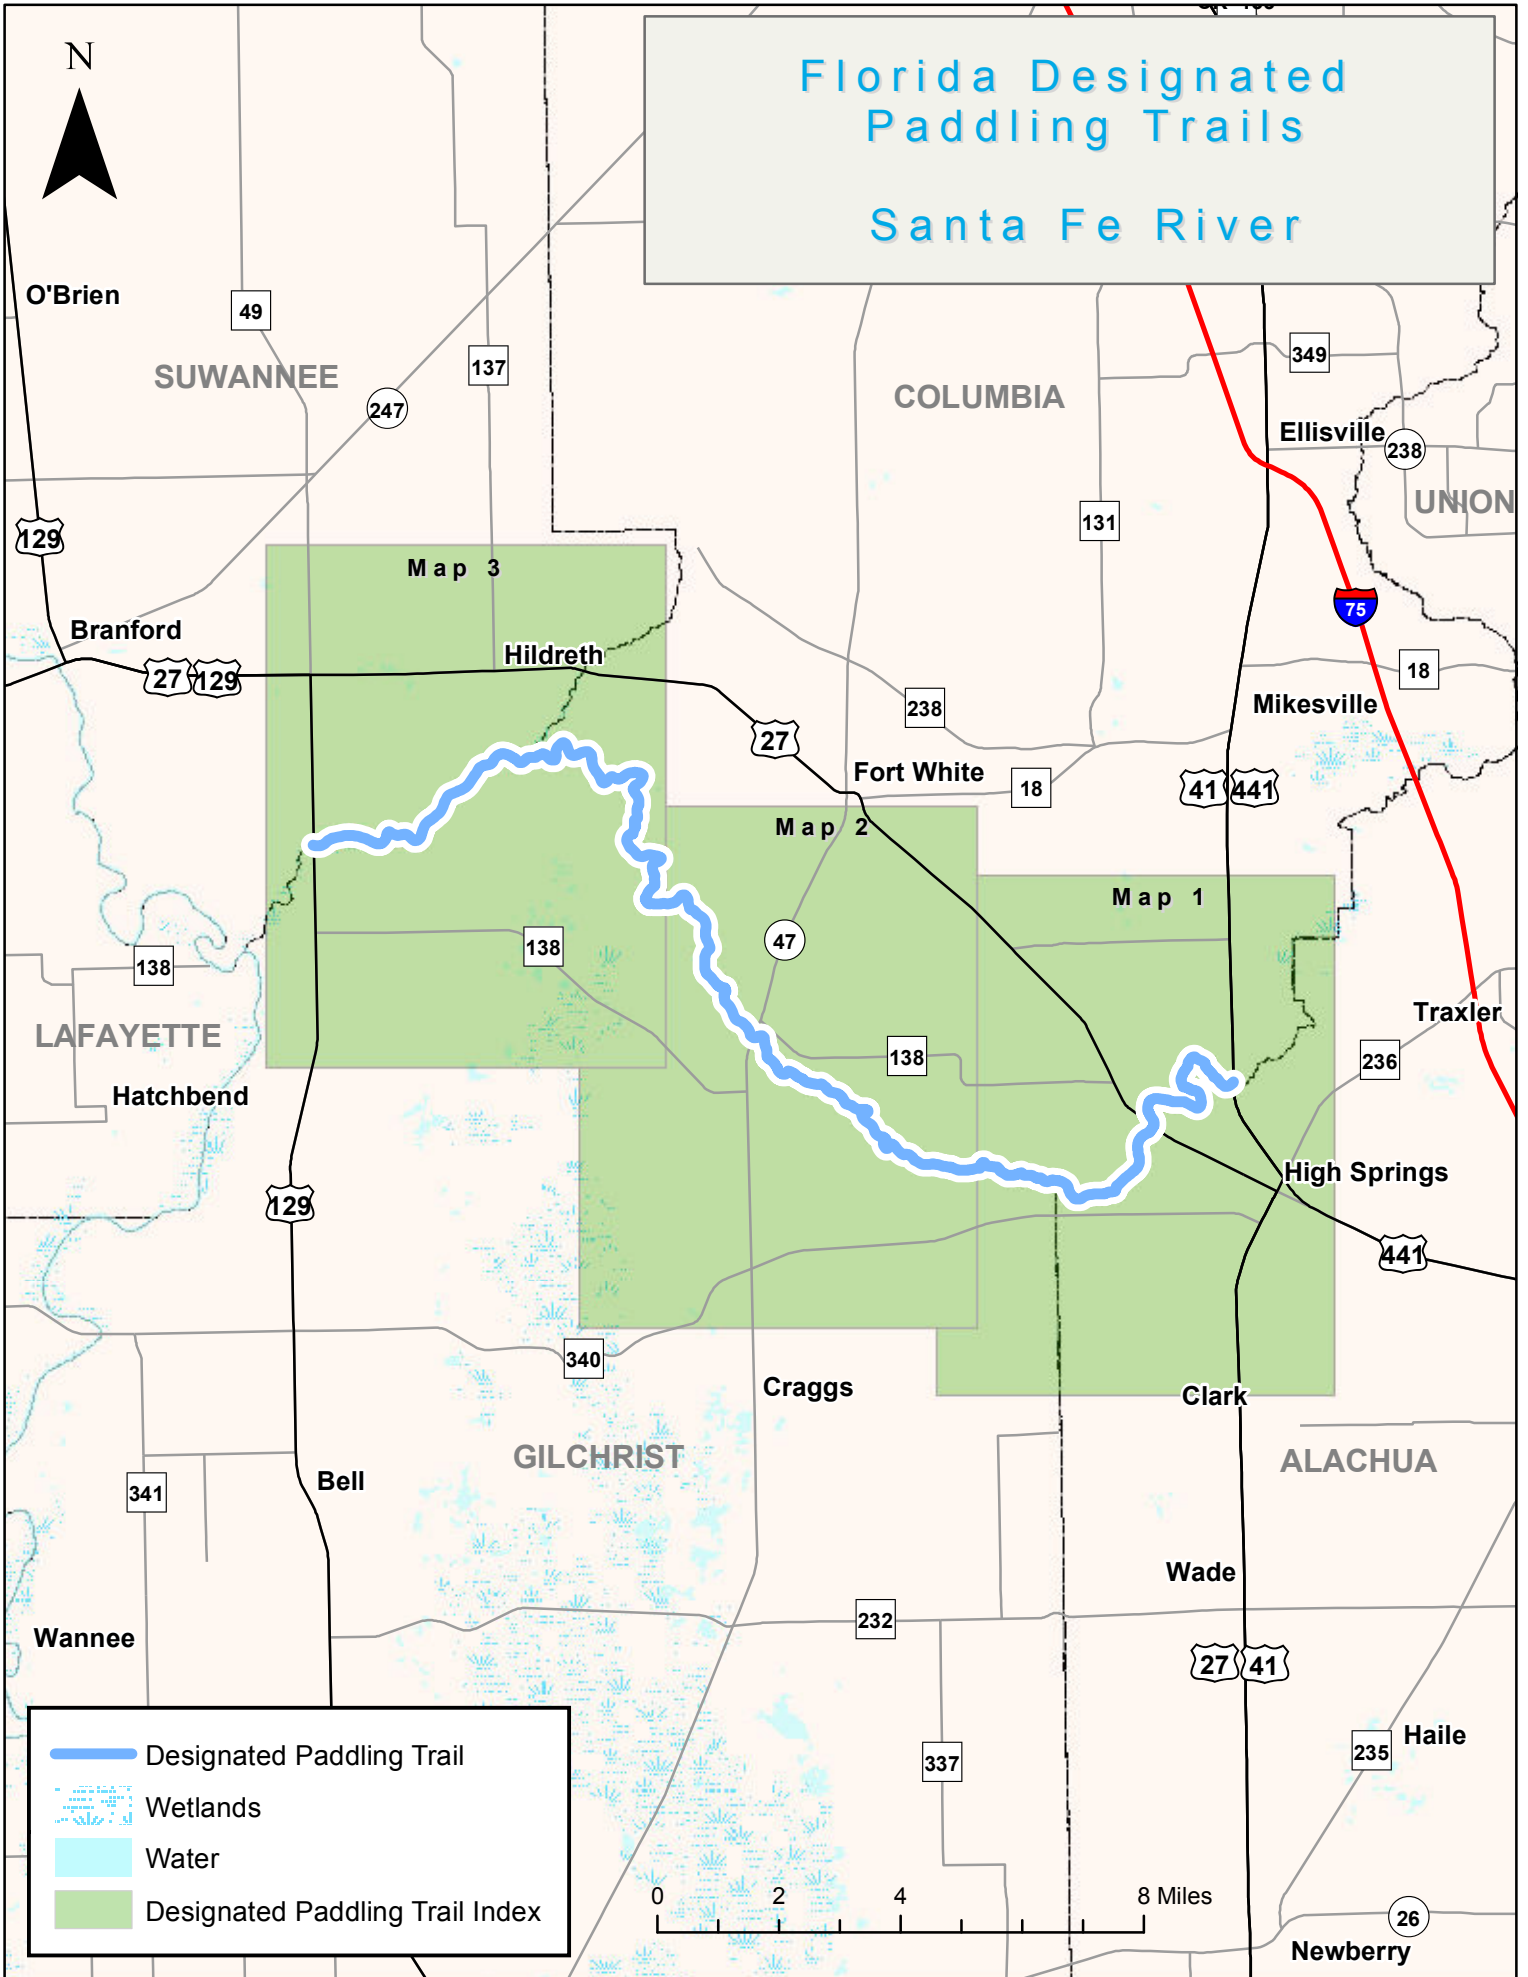 N
Florida Designated
Paddling Trails
Santa Fe River
O'Brien
49
SUWANNEE
137
247
COLUMBIA
349
Ellisville
238
UNION
131
129
Map 3
75
Branford
Hildreth
27
129
18
238
Mikesville
27
Fort White
18
41
441
Map 2
Map 1
47
138
138
LAFAYETTE
Traxler
138
236
Hatchbend
High Springs
129
441
340
Craggs
Clark
GILCHRIST
ALACHUA
Bell
341
Wade
232
Wannee
27
41
Haile
235
337
Designated Paddling Trail
Wetlands
Water
Designated Paddling Trail Index
0 2 4 8 Miles
26
Newberry